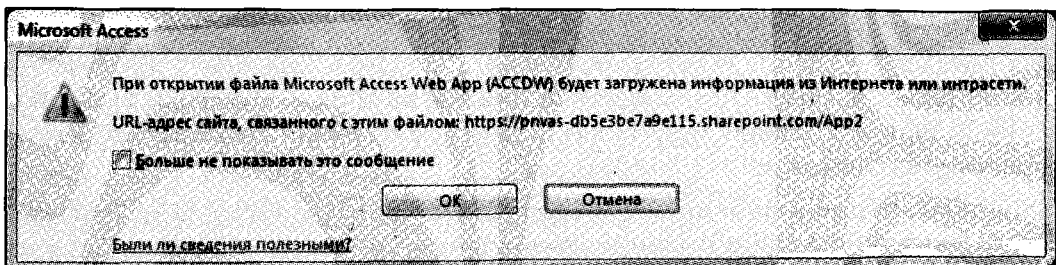 Microsoft Access
При открытии файла Microsoft Access Web App (ACCDW) будет загружена информация из Интернета или интрасети.
URL-адрес сайта, связанного с этим файлом: https://pnvas-db5e3be7a9e115.sharepoint.com/App2
Больше не показывать это сообщение
OK
Отмена
Были ли сведения полезными?